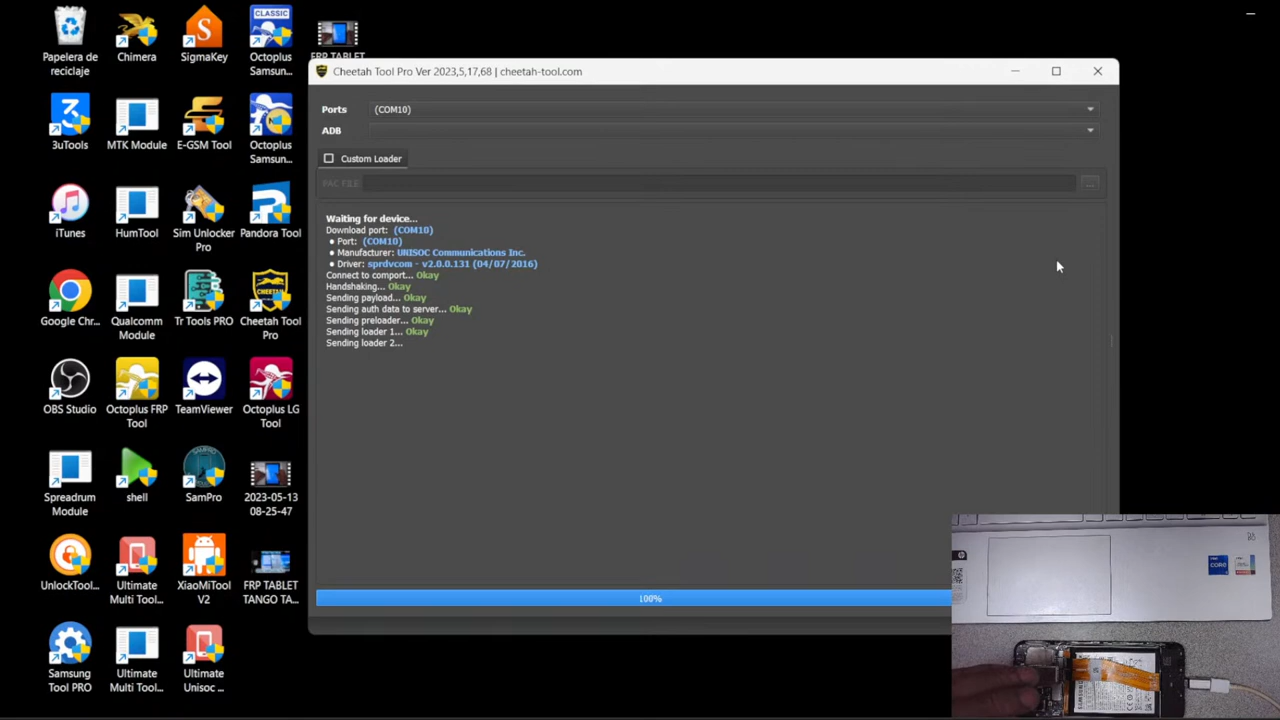 Papelera de
reciclaje
Chimera
SigmaKey
CLASSIC
Octoplus
Samsun...
FRP TABLET
3uTools
MTK Module
E-GSM Tool
Octoplus
Samsun...
iTunes
HumTool
Sim Unlocker
Pro
Pandora Tool
Google Chr...
Qualcomm
Module
Tr Tools PRO
CHEETAH
Cheetah Tool
Pro
OBS Studio
Octoplus FRP
Tool
TeamViewer
Octoplus LG
Tool
Spreadrum
Module
shell
SAMPRO
SamPro
2023-05-13
08-25-47
UnlockTool...
Ultimate
Multi Tool...
XiaoMiTool
V2
FRP TABLET
TANGO TA...
Samsung
Tool PRO
Ultimate
Multi Tool...
Ultimate
Unisoc ...
Cheetah Tool Pro Ver 2023,5,17,68 | cheetah-tool.com
Ports (COM10)
ADB
Custom Loader
PAC FILE ...
Waiting for device...
Download port: (COM10)
● Port: (COM10)
● Manufacturer: UNISOC Communications Inc.
● Driver: sprdvcom - v2.0.0.131 (04/07/2016)
Connect to comport... Okay
Handshaking... Okay
Sending payload... Okay
Sending auth data to server... Okay
Sending preloader... Okay
Sending loader 1... Okay
Sending loader 2...
100%
hp
CORE